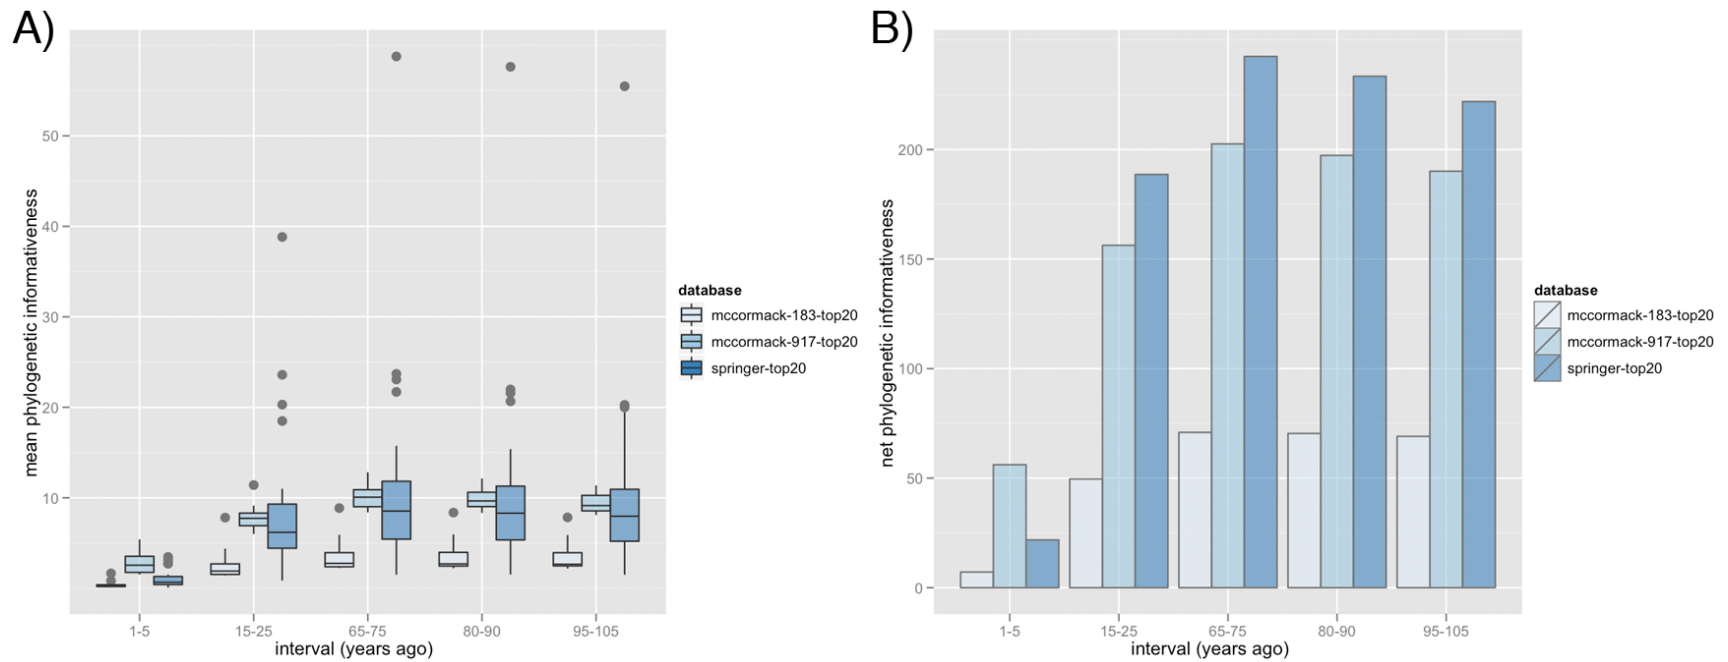 A)
mean phylogenetic informativeness
50
40
30
20
10
1-5
15-25
65-75
80-90
95-105
interval (years ago)
database
mccormack-183-top20
mccormack-917-top20
springer-top20
B)
net phylogenetic informativeness
200
150
100
50
0
1-5
15-25
65-75
80-90
95-105
interval (years ago)
database
mccormack-183-top20
mccormack-917-top20
springer-top20